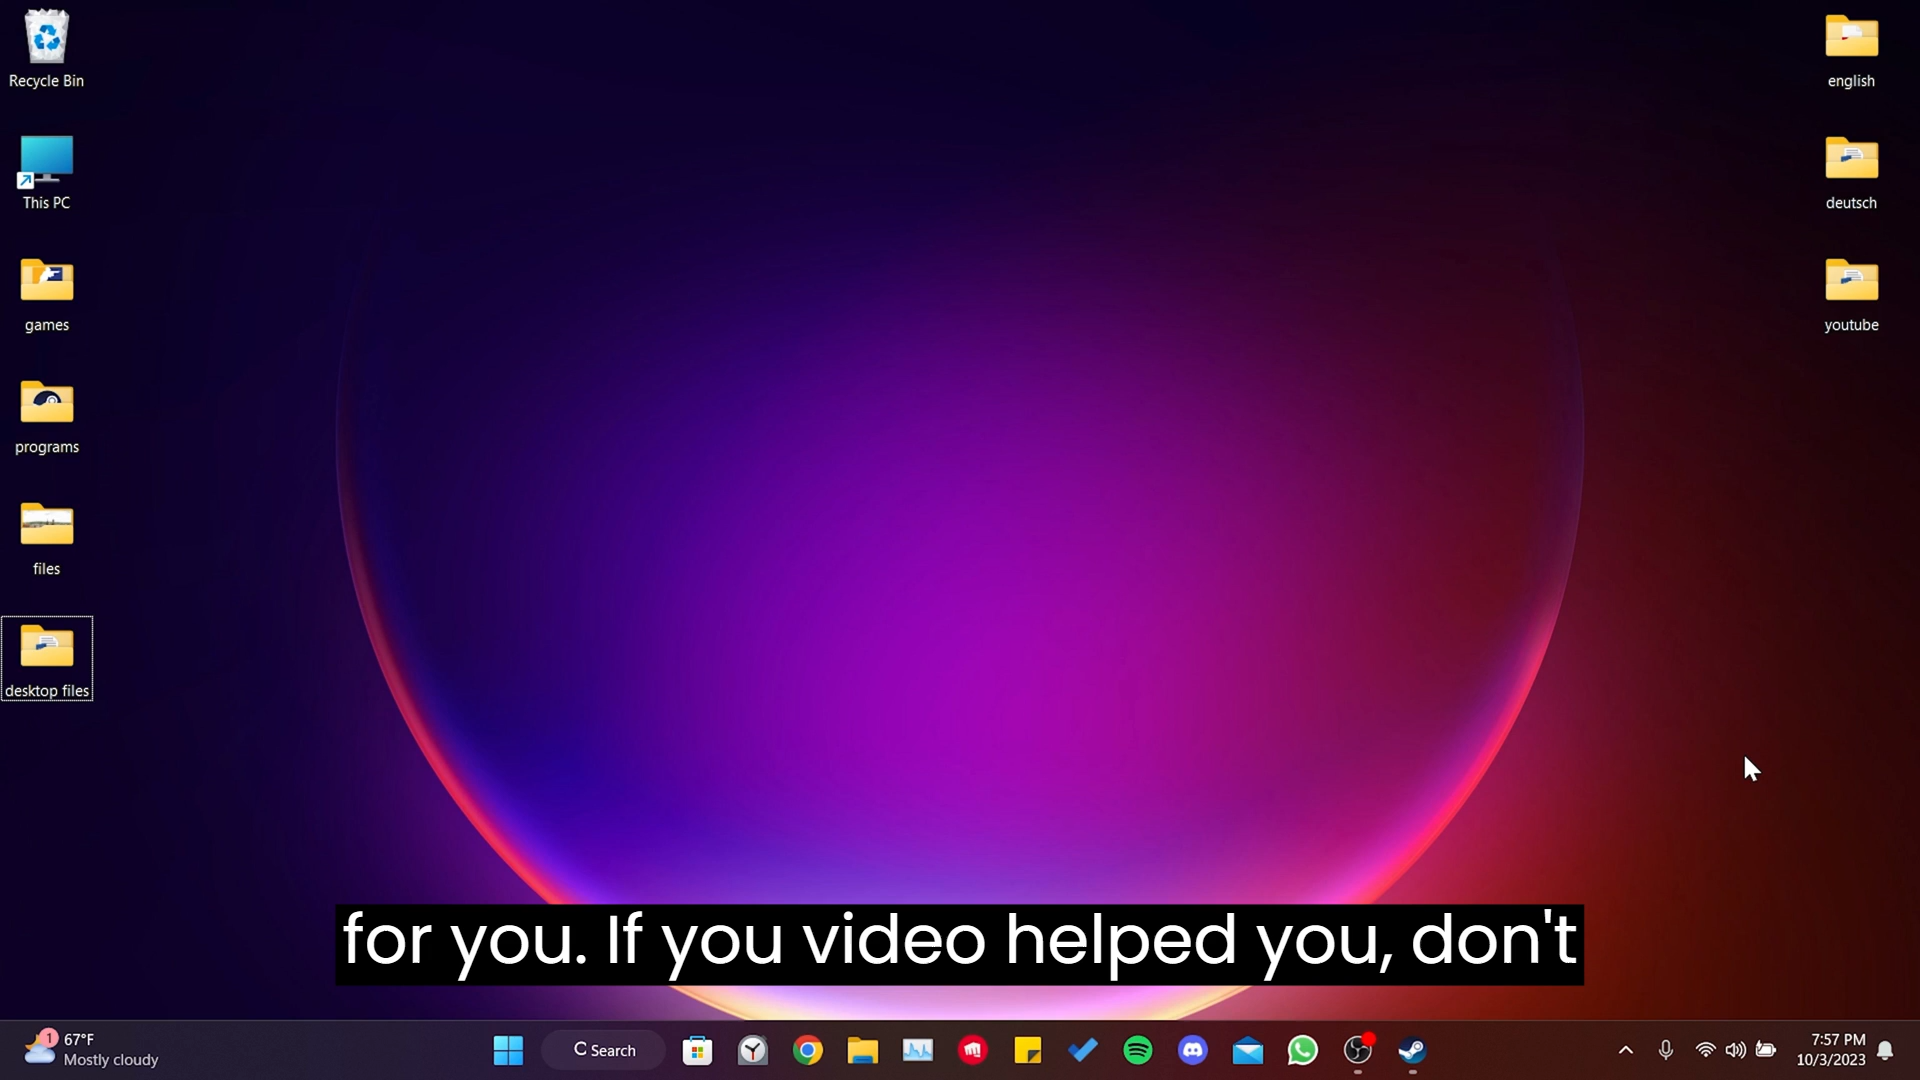 Recycle Bin
This PC
games
programs
files
desktop files
english
deutsch
youtube
for you. If you video helped you, don't
1
67°F
Mostly cloudy
Search
7:57 PM
10/3/2023